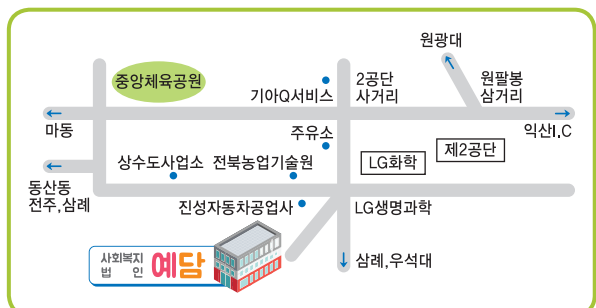 원광대
중앙체육공원
기아Q서비스
2공단
사거리
원팔봉
삼거리
마동
주유소
익산I.C
제2공단
상수도사업소
전북농업기술원
LG화학
동산동
전주,삼례
진성자동차공업사
LG생명과학
사회복지
법 인
예담
삼례,우석대